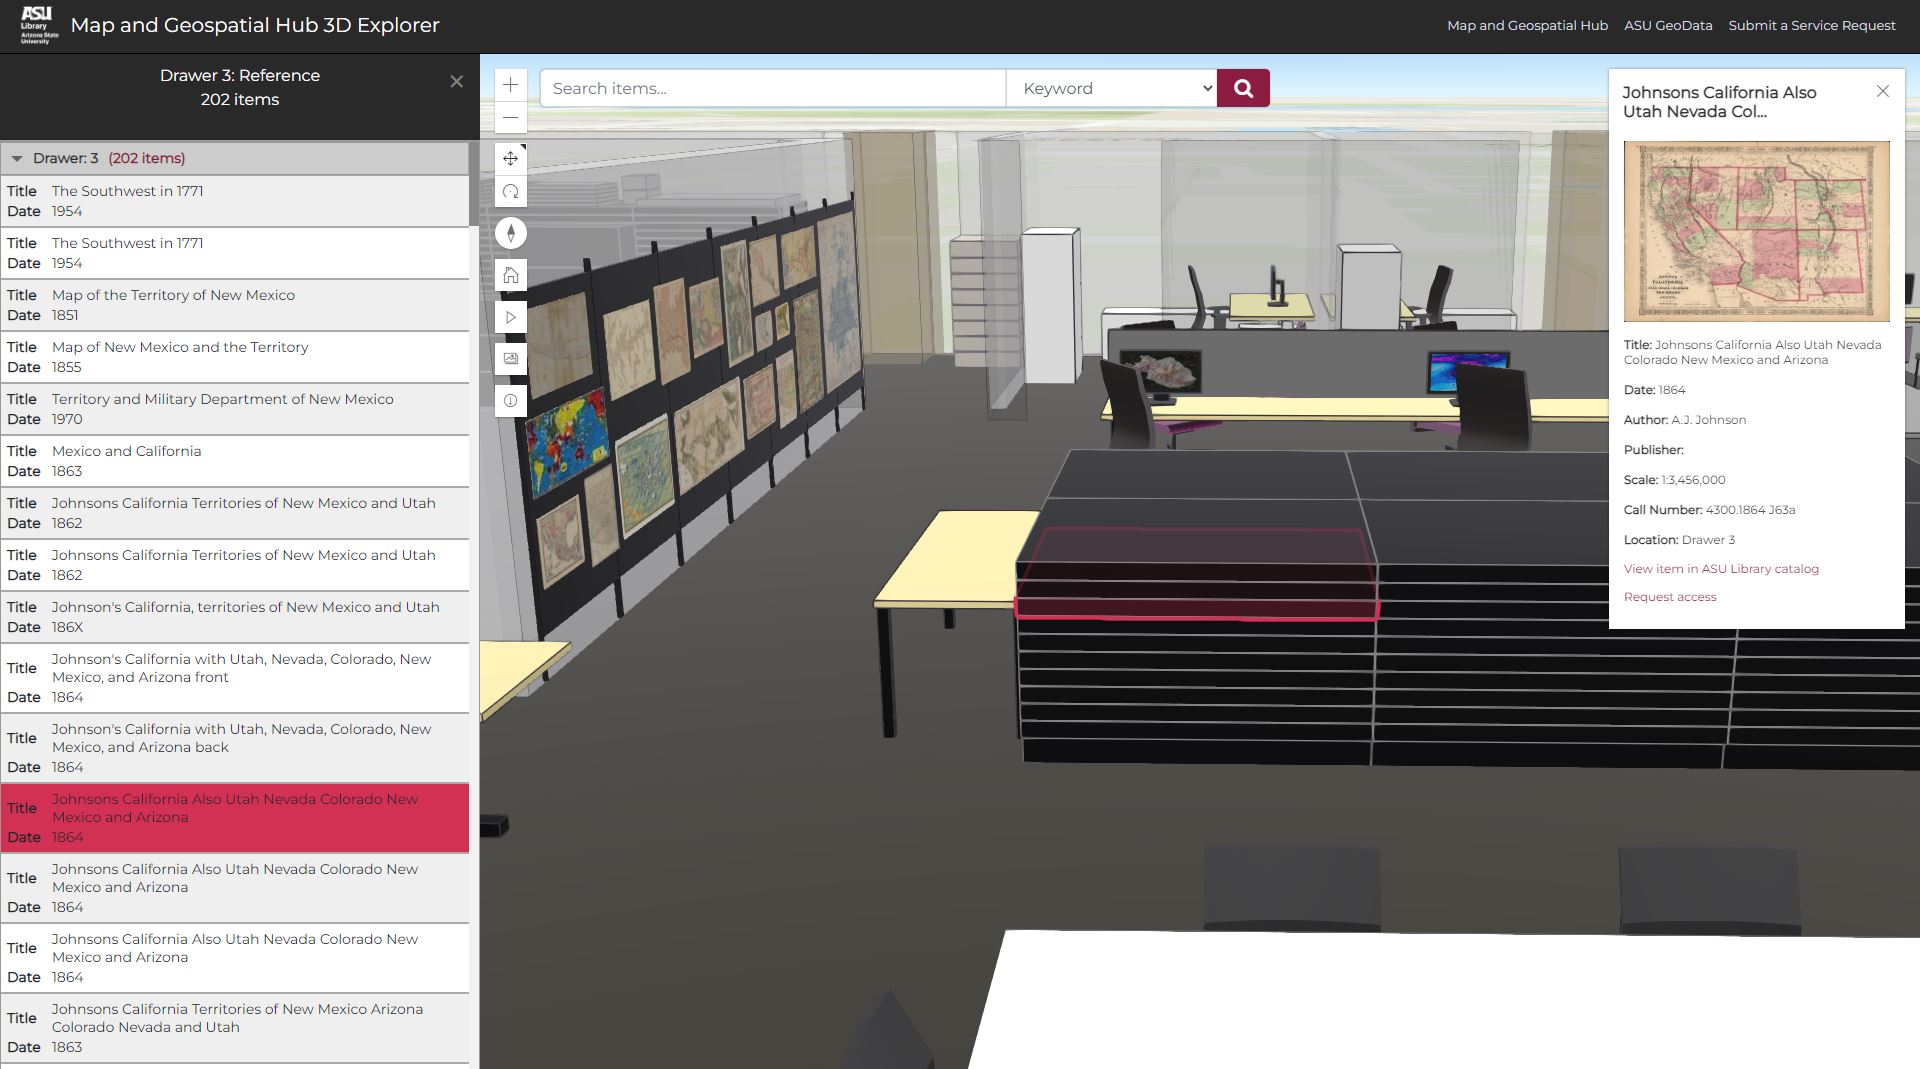 ASU
Library
Arizona State
University
Map and Geospatial Hub 3D Explorer
Map and Geospatial Hub
ASU GeoData
Submit a Service Request
Drawer 3: Reference
202 items
Drawer: 3 (202 items)
Title The Southwest in 1771
Date 1954
Title The Southwest in 1771
Date 1954
Title Map of the Territory of New Mexico
Date 1851
Title Map of New Mexico and the Territory
Date 1855
Title Territory and Military Department of New Mexico
Date 1970
Title Mexico and California
Date 1863
Title Johnsons California Territories of New Mexico and Utah
Date 1862
Title Johnsons California Territories of New Mexico and Utah
Date 1862
Title Johnson's California, territories of New Mexico and Utah
Date 186X
Title Johnson's California with Utah, Nevada, Colorado, New
Mexico, and Arizona front
Date 1864
Title Johnson's California with Utah, Nevada, Colorado, New
Mexico, and Arizona back
Date 1864
Title Johnsons California Also Utah Nevada Colorado New
Mexico and Arizona
Date 1864
Title Johnsons California Also Utah Nevada Colorado New
Mexico and Arizona
Date 1864
Title Johnsons California Also Utah Nevada Colorado New
Mexico and Arizona
Date 1864
Title Johnsons California Territories of New Mexico Arizona
Colorado Nevada and Utah
Date 1863
Search items...
Keyword
Johnsons California Also
Utah Nevada Col...
Title: Johnsons California Also Utah Nevada
Colorado New Mexico and Arizona
Date: 1864
Author: A.J. Johnson
Publisher:
Scale: 1:3,456,000
Call Number: 4300.1864 J63a
Location: Drawer 3
View item in ASU Library catalog
Request access